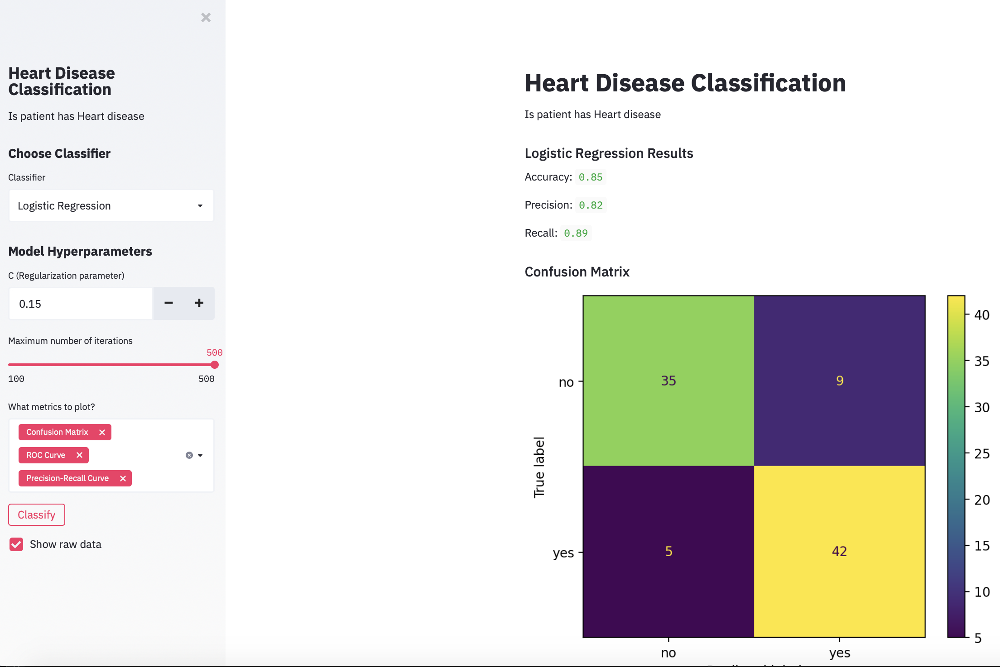 Heart Disease
Classification
Is patient has Heart disease
Choose Classifier
Classifier
Logistic Regression
Model Hyperparameters
C (Regularization parameter)
0.15
Maximum number of iterations
500
100 500
What metrics to plot?
Confusion Matrix
ROC Curve
Precision-Recall Curve
Classify
Show raw data
Heart Disease Classification
Is patient has Heart disease
Logistic Regression Results
Accuracy: 0.85
Precision: 0.82
Recall: 0.89
Confusion Matrix
True label
no
yes
35 9
5 42
no yes
40
35
30
25
20
15
10
5